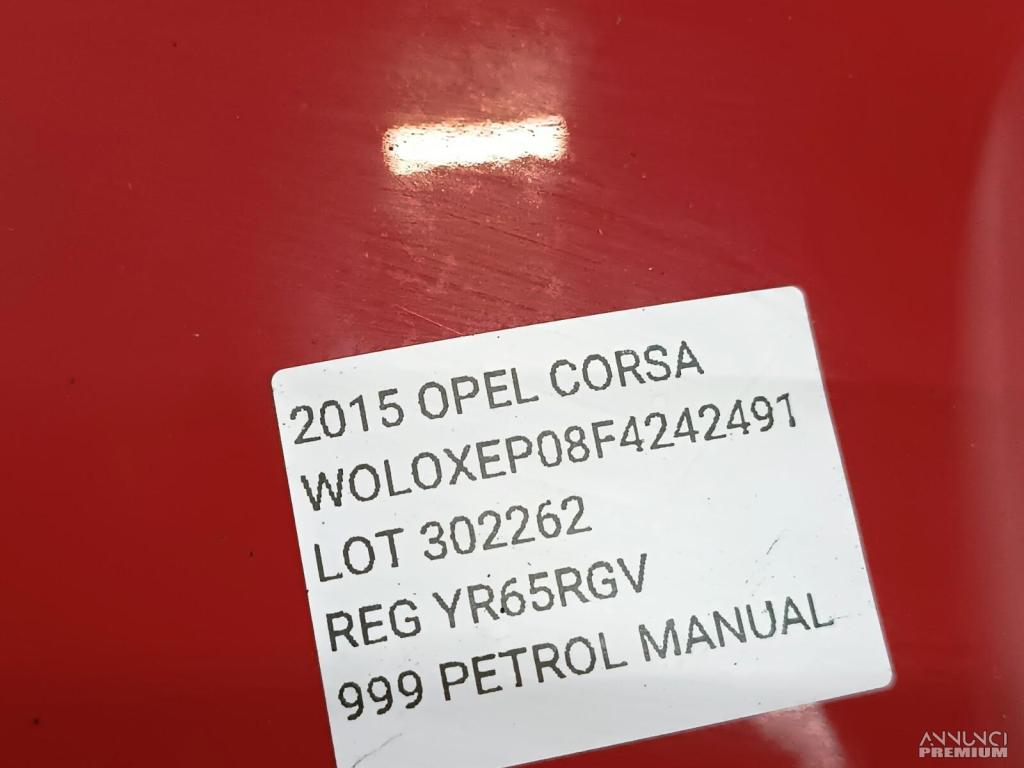 2015 OPEL CORSA
WOLOXEP08F4242491
LOT 302262
REG YR65RGV
999 PETROL MANUAL
ANNUNCI
PREMIUM